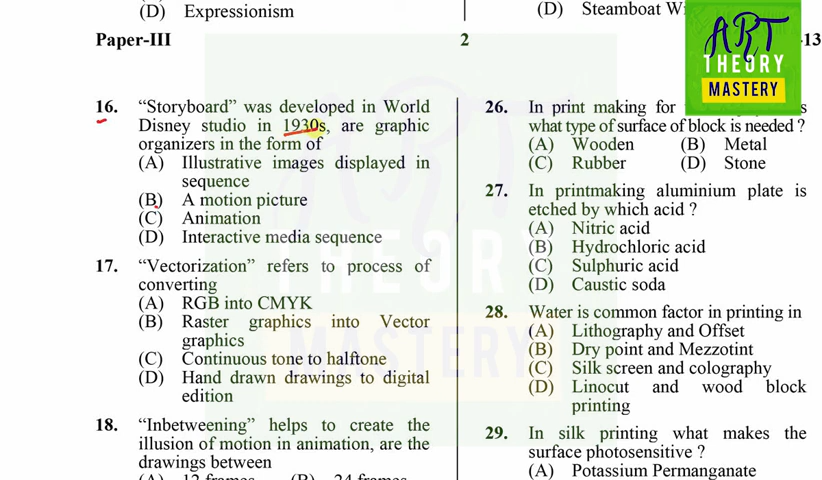 (D) Expressionism
(D) Steamboat
Paper-III
2
13
ART
THEORY
MASTERY
16. “Storyboard” was developed in World
Disney studio in 1930s, are graphic
organizers in the form of
(A) Illustrative images displayed in
sequence
(B) A motion picture
(C) Animation
(D) Interactive media sequence
17. “Vectorization” refers to process of
converting
(A) RGB into CMYK
(B) Raster graphics into Vector
graphics
(C) Continuous tone to halftone
(D) Hand drawn drawings to digital
edition
18. “Inbetweening” helps to create the
illusion of motion in animation, are the
drawings between
(A) 12 frames (B) 24 frames
26. In print making for
what type of surface of block is needed ?
(A) Wooden (B) Metal
(C) Rubber (D) Stone
27. In printmaking aluminium plate is
etched by which acid ?
(A) Nitric acid
(B) Hydrochloric acid
(C) Sulphuric acid
(D) Caustic soda
28. Water is common factor in printing in
(A) Lithography and Offset
(B) Dry point and Mezzotint
(C) Silk screen and colography
(D) Linocut and wood block
printing
29. In silk printing what makes the
surface photosensitive ?
(A) Potassium Permanganate
ART
THEORY
MASTERY